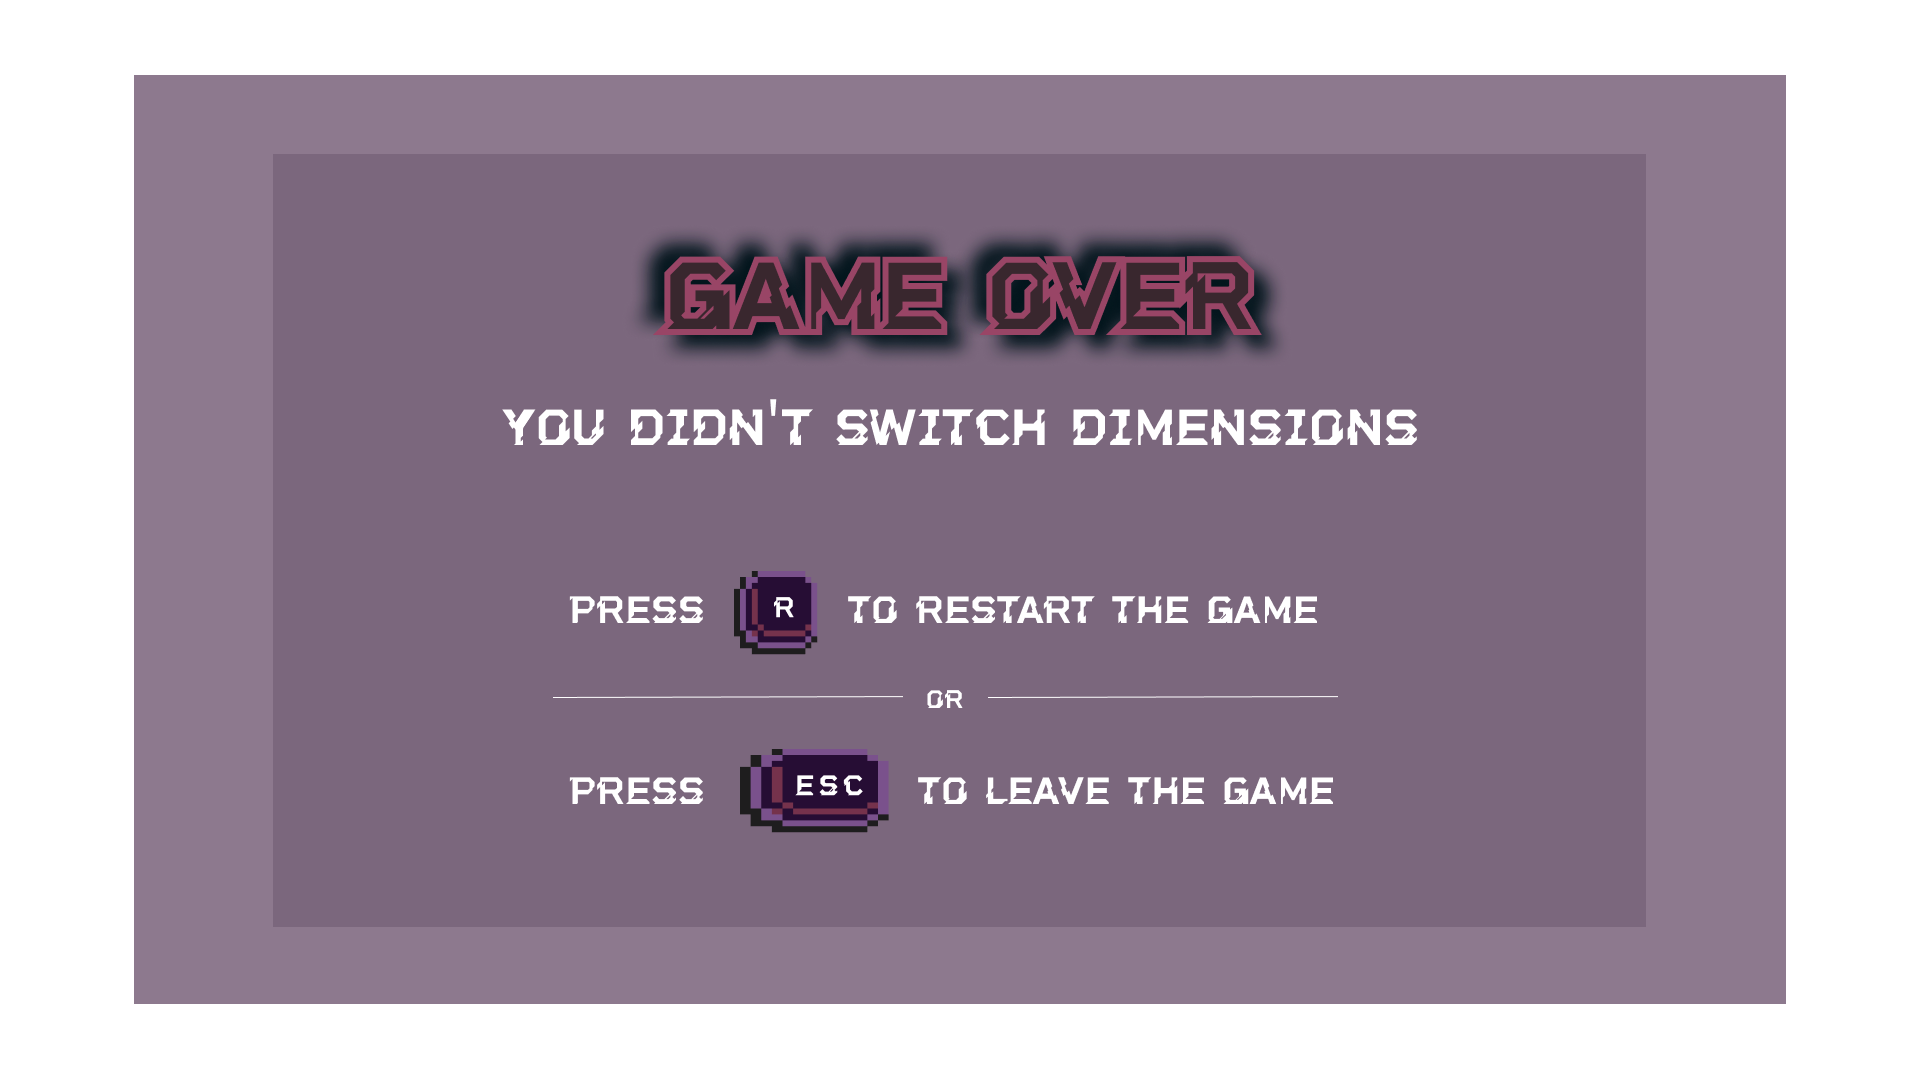 GAME OVER
YOU DIDN'T SWITCH DIMENSIONS
PRESS R TO RESTART THE GAME
OR
PRESS ESC TO LEAVE THE GAME